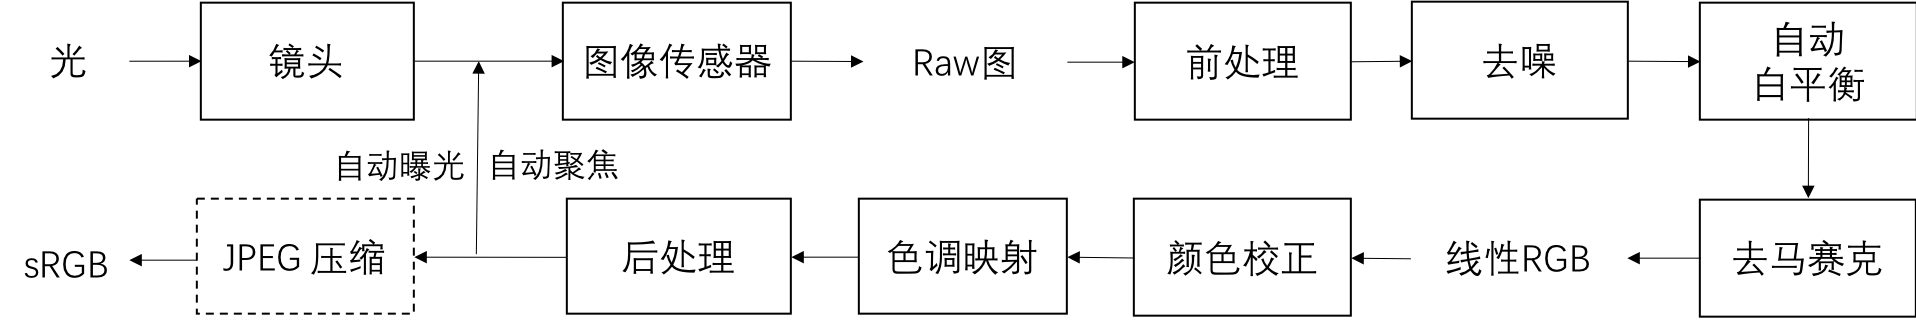 光
镜头
图像传感器
Raw图
前处理
去噪
自动
白平衡
自动曝光
自动聚焦
sRGB
JPEG 压缩
后处理
色调映射
颜色校正
线性RGB
去马赛克